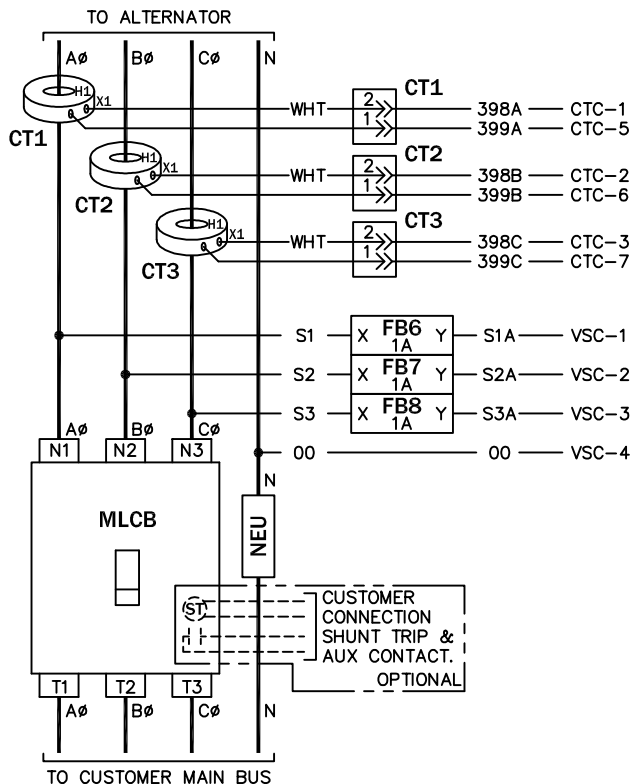 TO ALTERNATOR
AØ BØ CØ N
H1 X1 CT1
WHT 2 CT1 398A CTC-1
1 399A CTC-5
H1 X1 CT2
WHT 2 CT2 398B CTC-2
1 399B CTC-6
H1 X1 CT3
WHT 2 CT3 398C CTC-3
1 399C CTC-7
S1 X FB6 Y S1A VSC-1
1A
S2 X FB7 Y S2A VSC-2
1A
S3 X FB8 Y S3A VSC-3
1A
AØ BØ CØ
N1 N2 N3
00 00 VSC-4
N
MLCB
NEU
ST
CUSTOMER
CONNECTION
SHUNT TRIP &
AUX CONTACT.
OPTIONAL
T1 T2 T3
AØ BØ CØ N
TO CUSTOMER MAIN BUS